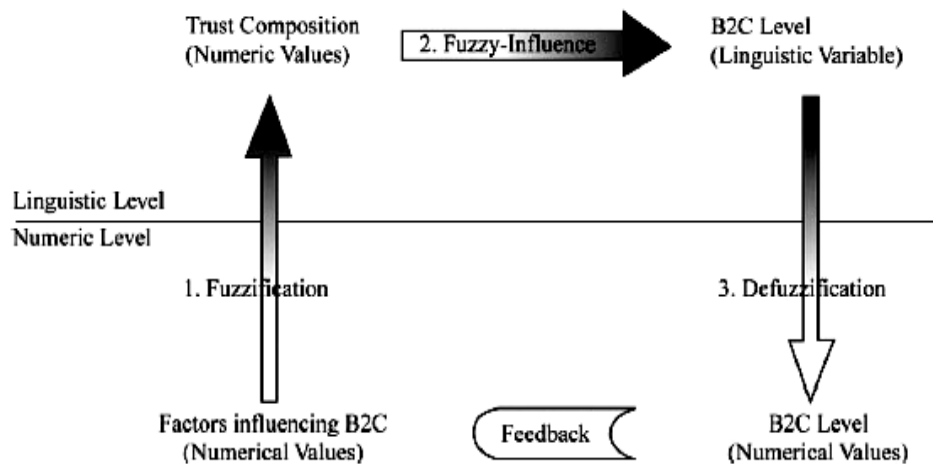 Trust Composition
(Numeric Values)
2. Fuzzy-Influence
B2C Level
(Linguistic Variable)
Linguistic Level
Numeric Level
1. Fuzzification
3. Defuzzification
Factors influencing B2C
(Numerical Values)
Feedback
B2C Level
(Numerical Values)